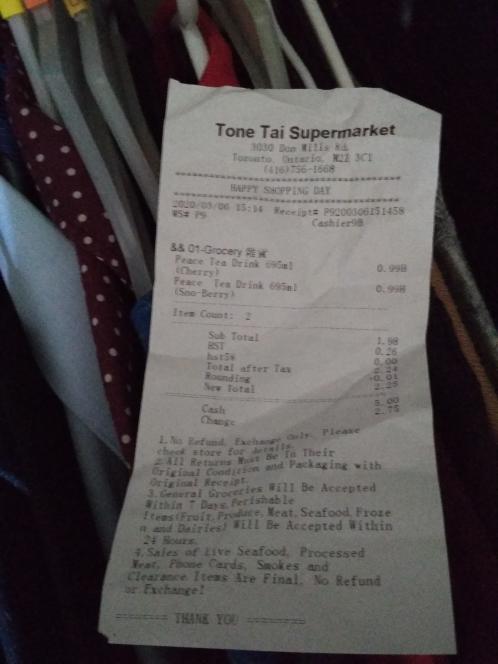 Tone Tai Supermarket
3030 Don Mills Rd.
Toronto, Ontario, M2J 3C1
(416)756-1668
HAPPY SHOPPING DAY
2020/03/06 15:14 Receipt# P9200306151458
WS# P9 Cashier9B
&& 01-Grocery 雜貨
Peace Tea Drink 695ml
(Cherry) 0.99H
Peace Tea Drink 695ml
(Sno-Berry) 0.99H
Item Count: 2
Sub Total 1.98
HST 0.26
hst5% 0.00
Total after Tax 2.24
Rounding +0.01
New Total 2.25
Cash 5.00
Change 2.75
1.No Refund, Exchange Only. Please
check store for details.
2.All Returns Must Be In Their
Original Condition and Packaging with
Original Receipt.
3.General Groceries Will Be Accepted
Within 7 Days, Perishable
Items(Fruit, Produce, Meat, Seafood, Froze
n and Dairies) Will Be Accepted Within
24 Hours.
4.Sales of Live Seafood, Processed
Meat, Phone Cards, Smokes and
Clearance Items Are Final. No Refund
or Exchange!
THANK YOU